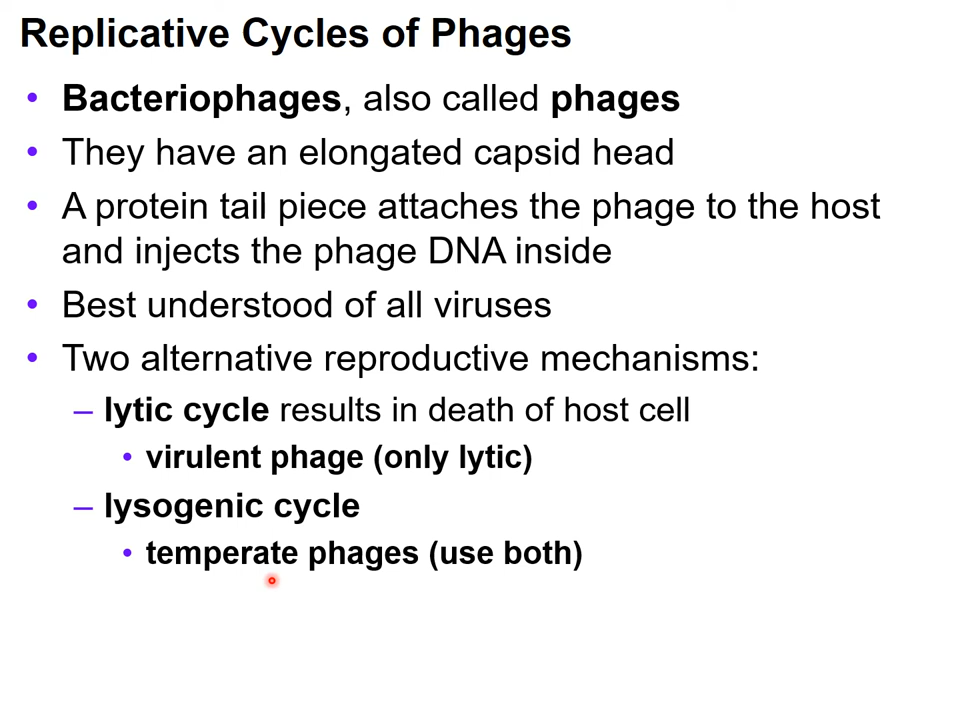 Replicative Cycles of Phages
• Bacteriophages, also called phages
• They have an elongated capsid head
• A protein tail piece attaches the phage to the host
and injects the phage DNA inside
• Best understood of all viruses
• Two alternative reproductive mechanisms:
– lytic cycle results in death of host cell
• virulent phage (only lytic)
– lysogenic cycle
• temperate phages (use both)